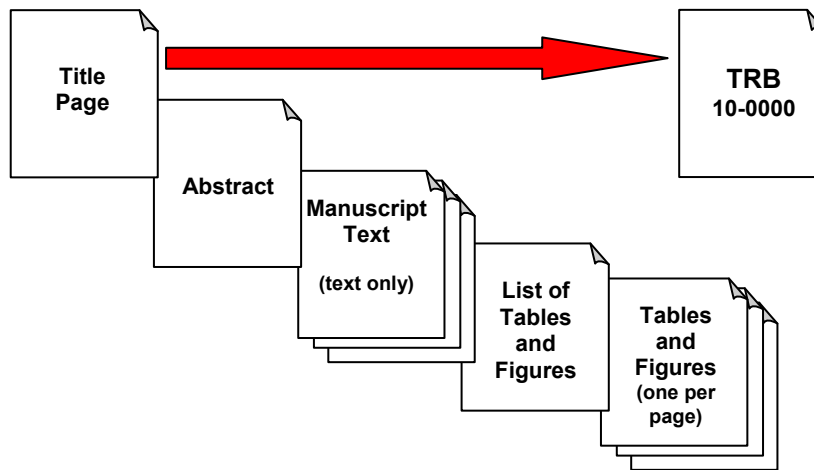 Title
Page
TRB
10-0000
Abstract
Manuscript
Text
(text only)
List of
Tables
and
Figures
Tables
and
Figures
(one per
page)